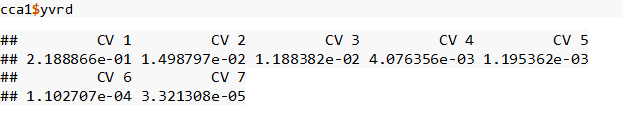 cca1$yvrd
## CV 1 CV 2 CV 3 CV 4 CV 5
## 2.188866e-01 1.498797e-02 1.188382e-02 4.076356e-03 1.195362e-03
## CV 6 CV 7
## 1.102707e-04 3.321308e-05